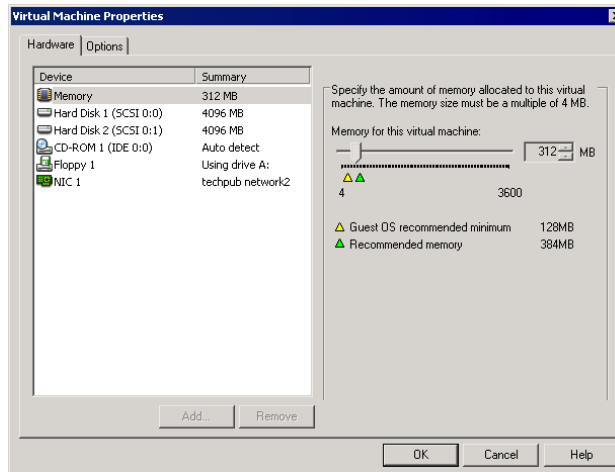 Virtual Machine Properties
Hardware
Options
Device Summary
Memory 312 MB
Hard Disk 1 (SCSI 0:0) 4096 MB
Hard Disk 2 (SCSI 0:1) 4096 MB
CD-ROM 1 (IDE 0:0) Auto detect
Floppy 1 Using drive A:
NIC 1 techpub network2
Specify the amount of memory allocated to this virtual
machine. The memory size must be a multiple of 4 MB.
Memory for this virtual machine:
312 MB
4 3600
Guest OS recommended minimum 128MB
Recommended memory 384MB
Add... Remove
OK Cancel Help